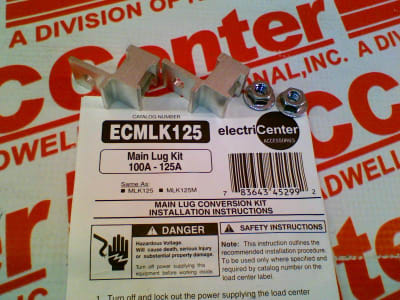 A DIVISION OF
A DIVISION
NATIONAL, INC
Center
CATALOG NUMBER
ECMLK125
Main Lug Kit
100A - 125A
Same As:
■ MLK125 ■ MLK125M
electriCenter
ACCESSORIES
7 83643 45299 2
MAIN LUG CONVERSION KIT
INSTALLATION INSTRUCTIONS
DANGER
Hazardous Voltage.
Will cause death, serious injury
or substantial property damage.
Turn off power supplying this
equipment before working inside.
SAFETY INSTRUCTIONS
Note: This instruction outlines the
recommended installation procedure.
To be used only where specified and
required by catalog number on the
load center label.
1. Turn off and lock out the power supplying the load center